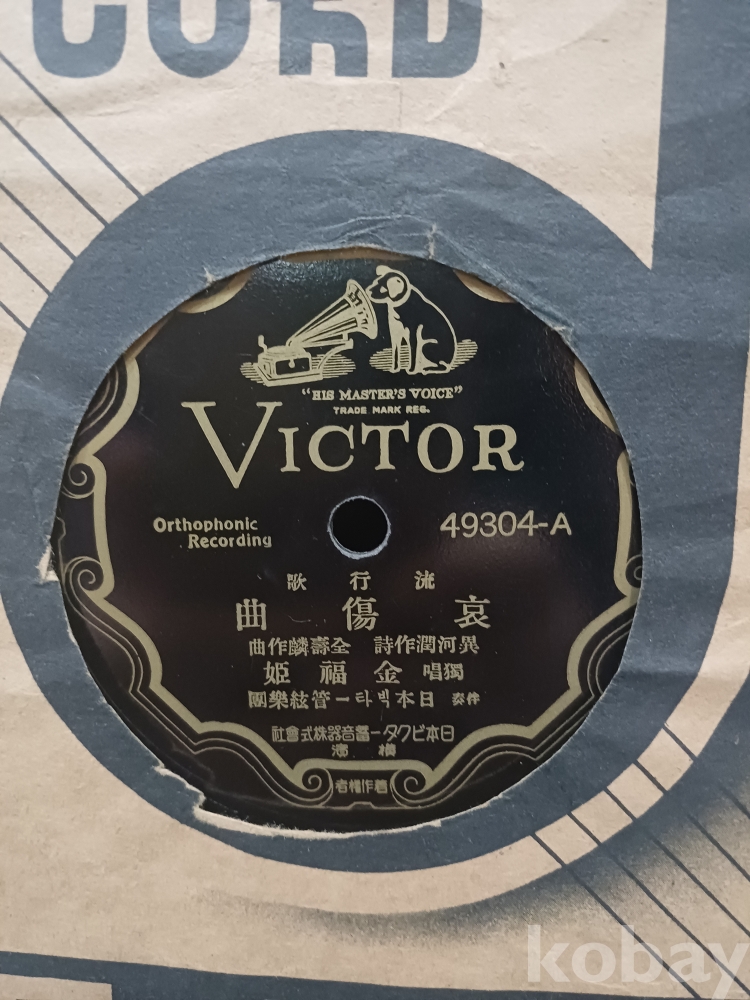 CORD
"HIS MASTER'S VOICE"
TRADE MARK REG.
VICTOR
Orthophonic
Recording
49304-A
流行歌
哀傷曲
異河潤作詩 全壽麟作曲
獨唱 金福姬
伴奏 日本빅타ー管絃樂團
日本ビクター蓄音器株式會社
橫濱
著作權者
kobay